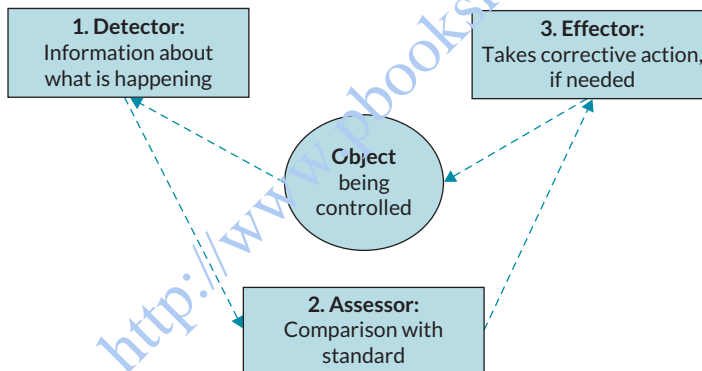 1. Detector:
Information about
what is happening
3. Effector:
Takes corrective action,
if needed
Object
being
controlled
2. Assessor:
Comparison with
standard
http://www.pbooks